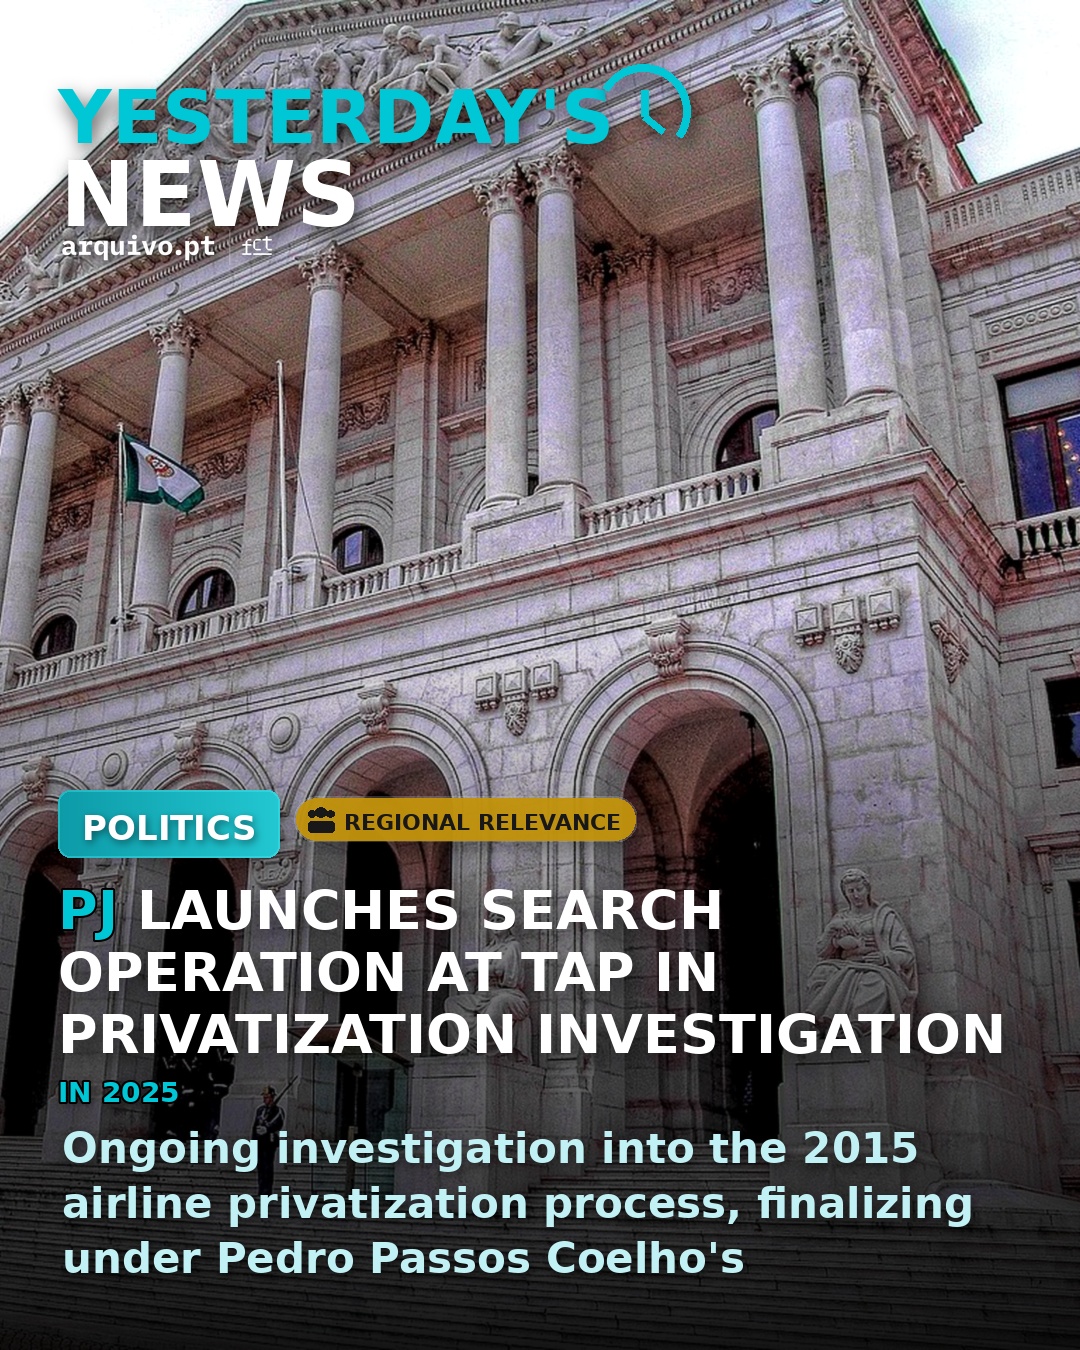 YESTERDAY'S
NEWS
arquivo.pt fct
POLITICS
REGIONAL RELEVANCE
PJ LAUNCHES SEARCH
OPERATION AT TAP IN
PRIVATIZATION INVESTIGATION
IN 2025
Ongoing investigation into the 2015
airline privatization process, finalizing
under Pedro Passos Coelho's